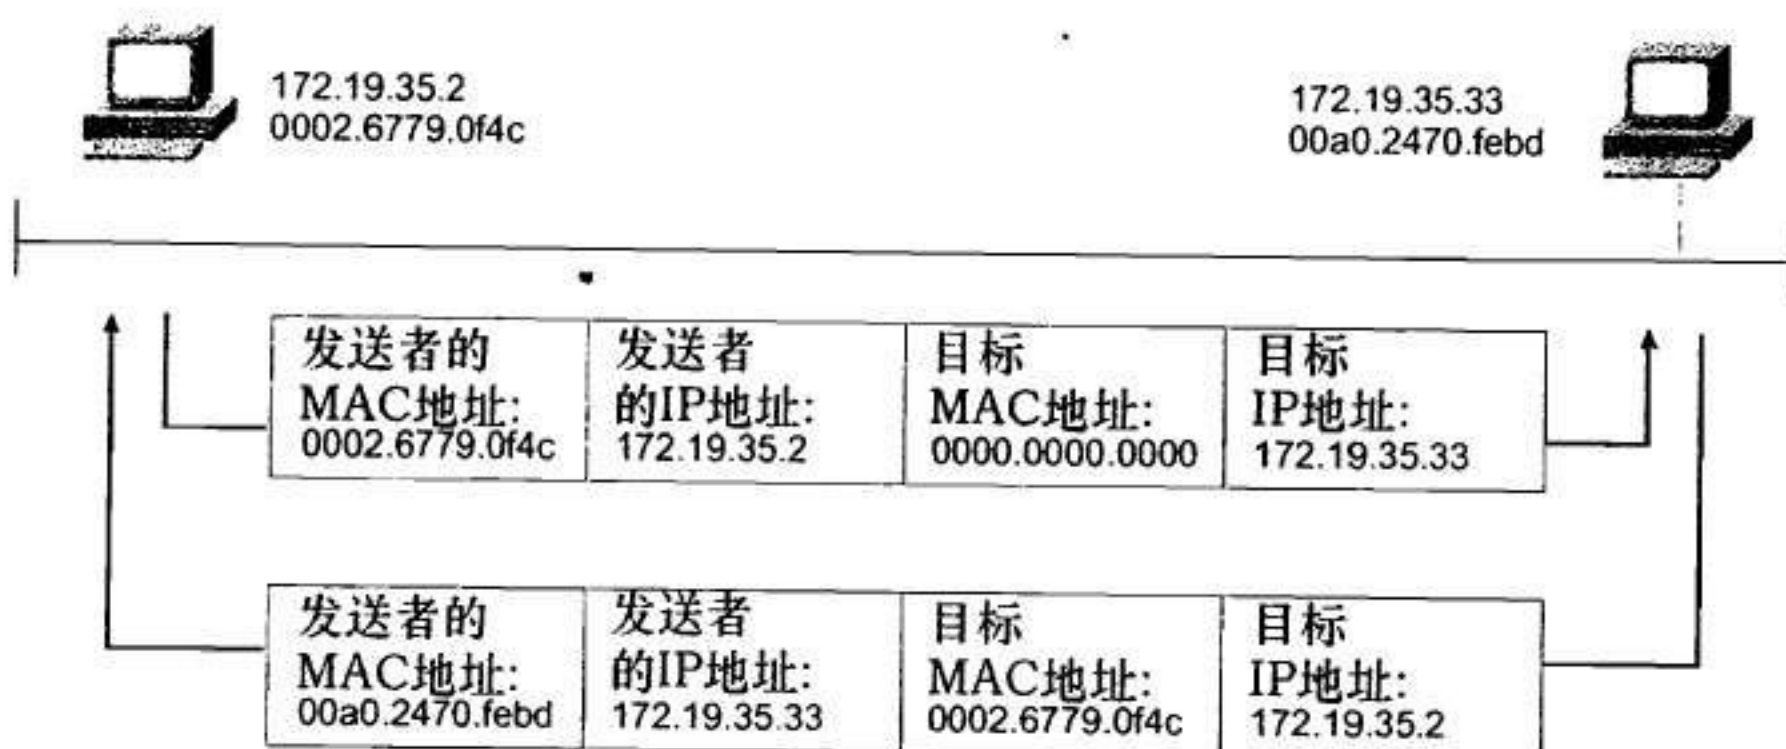 172.19.35.2
0002.6779.0f4c
172.19.35.33
00a0.2470.febd
发送者的
MAC地址:
0002.6779.0f4c
发送者
的IP地址:
172.19.35.2
目标
MAC地址:
0000.0000.0000
目标
IP地址:
172.19.35.33
发送者的
MAC地址:
00a0.2470.febd
发送者
的IP地址:
172.19.35.33
目标
MAC地址:
0002.6779.0f4c
目标
IP地址:
172.19.35.2